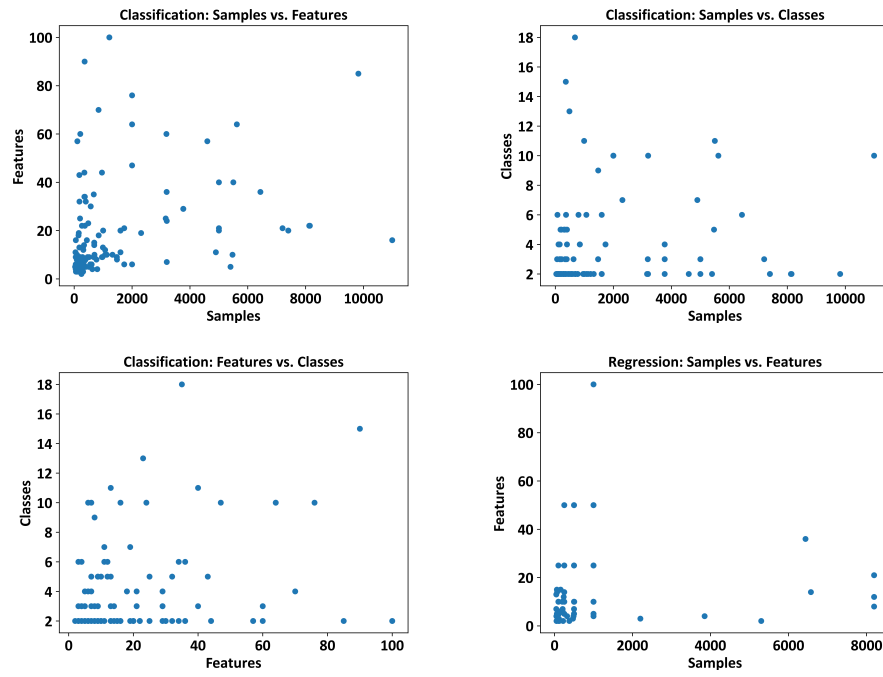 Classification: Samples vs. Features
100
80
60
40
20
0
Features
0 2000 4000 6000 8000 10000
Samples
Classification: Samples vs. Classes
18
16
14
12
10
8
6
4
2
Classes
0 2000 4000 6000 8000 10000
Samples
Classification: Features vs. Classes
18
16
14
12
10
8
6
4
2
Classes
0 20 40 60 80 100
Features
Regression: Samples vs. Features
100
80
60
40
20
0
Features
0 2000 4000 6000 8000
Samples